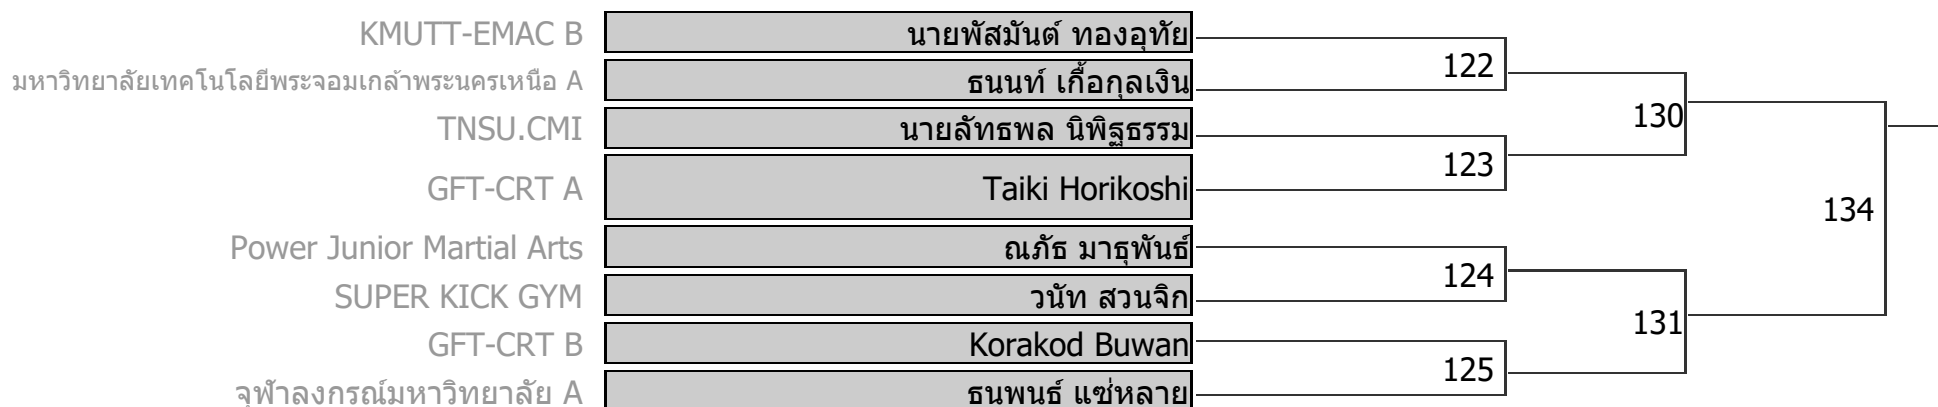 KMUTT-EMAC B นายพัสมันต์ ทองอุทัย
122
มหาวิทยาลัยเทคโนโลยีพระจอมเกล้าพระนครเหนือ A ธนนท์ เกื้อกุลเงิน
130
TNSU.CMI นายลัทธพล นิพิฐธรรม
123
GFT-CRT A Taiki Horikoshi
134
Power Junior Martial Arts ณภัธ มาธุพันธ์
124
SUPER KICK GYM วนัท สวนจิก
131
GFT-CRT B Korakod Buwan
125
จุฬาลงกรณ์มหาวิทยาลัย A ธนพนธ์ แซ่หลาย